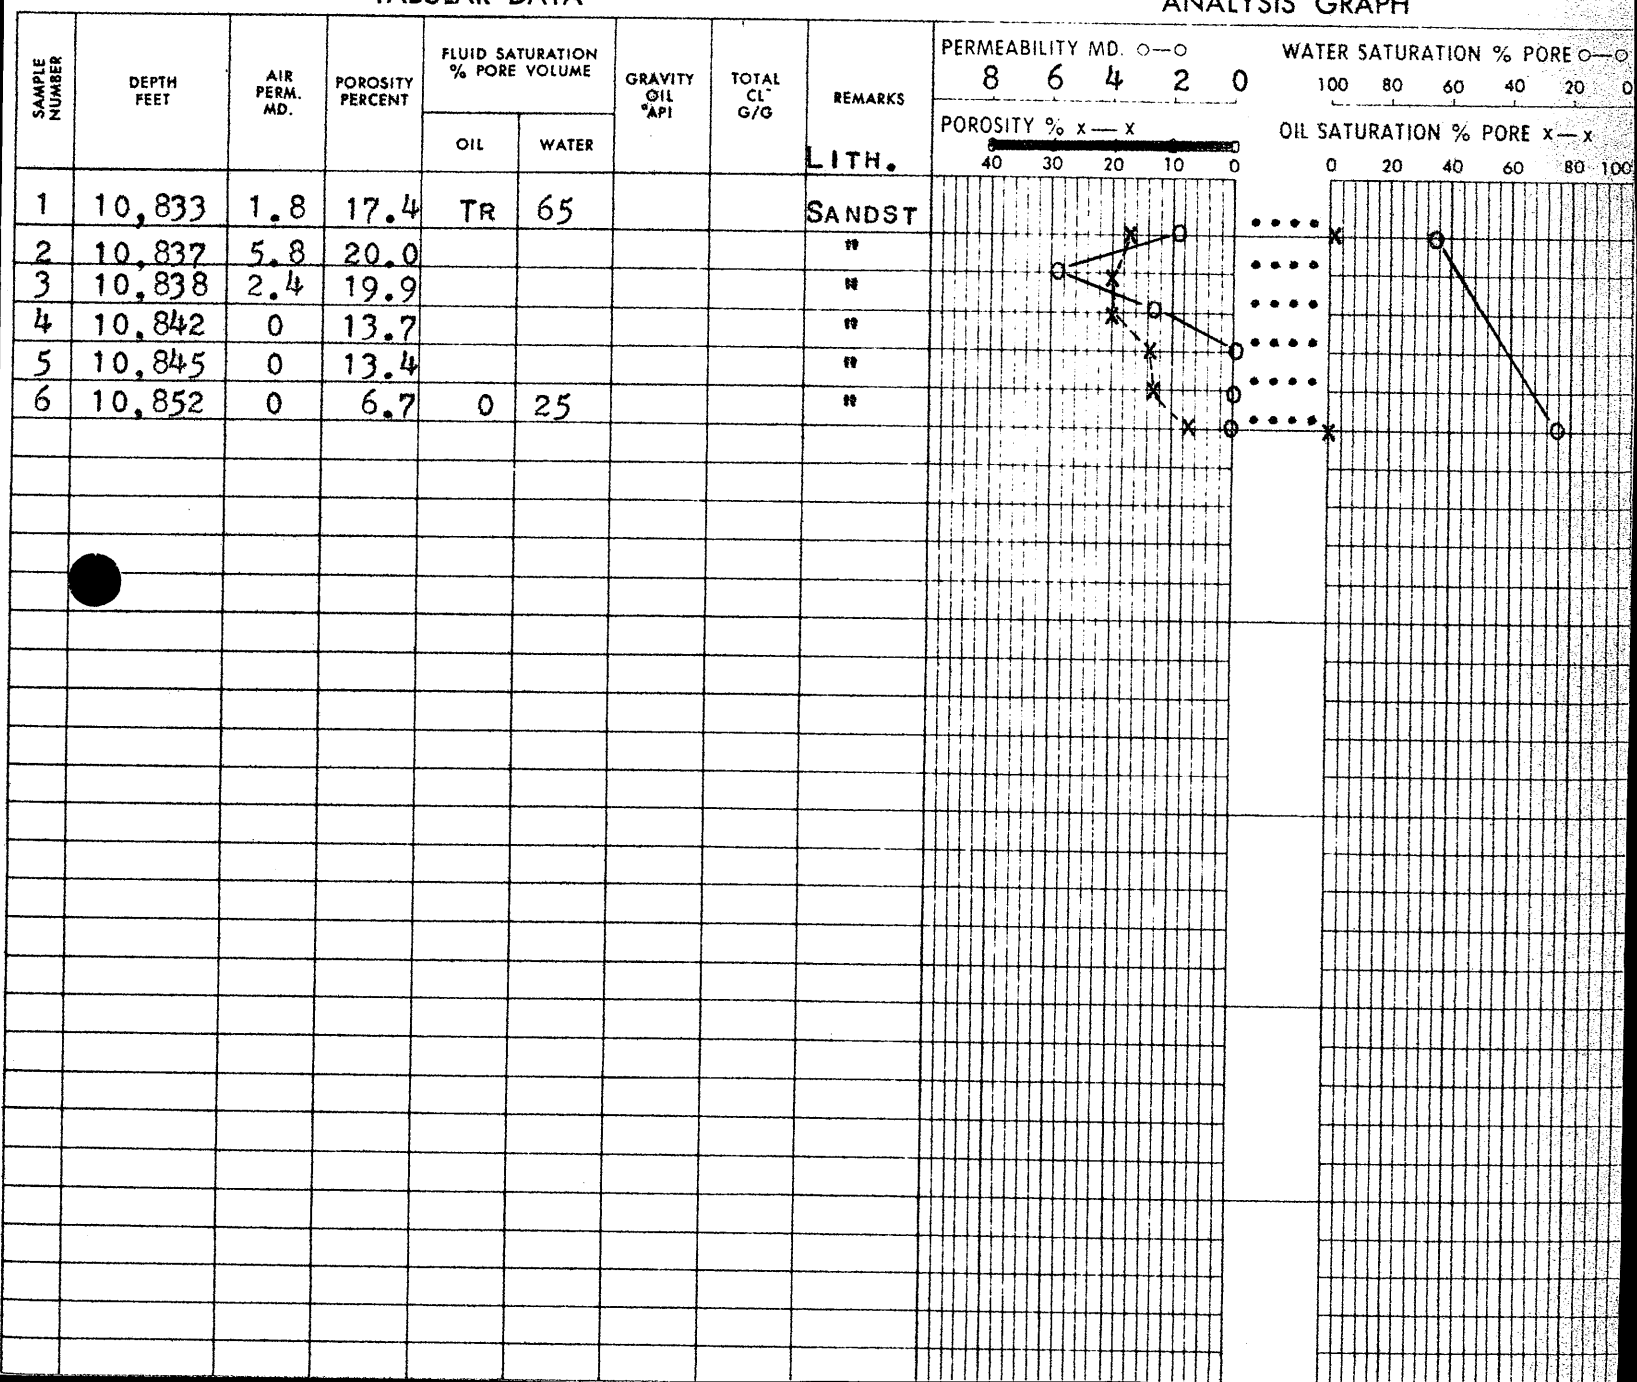 TABULAR DATA
ANALYSIS GRAPH
SAMPLE NUMBER
DEPTH FEET
AIR PERM. MD.
POROSITY PERCENT
FLUID SATURATION % PORE VOLUME
OIL
WATER
GRAVITY OIL °API
TOTAL CL⁻ G/G
REMARKS
LITH.
PERMEABILITY MD. o—o
8 6 4 2 0
POROSITY % x—x
40 30 20 10 0
WATER SATURATION % PORE o—o
100 80 60 40 20 0
OIL SATURATION % PORE x—x
0 20 40 60 80 100
1 10,833 1.8 17.4 TR 65 SANDST
2 10,837 5.8 20.0 "
3 10,838 2.4 19.9 "
4 10,842 0 13.7 "
5 10,845 0 13.4 "
6 10,852 0 6.7 0 25 "